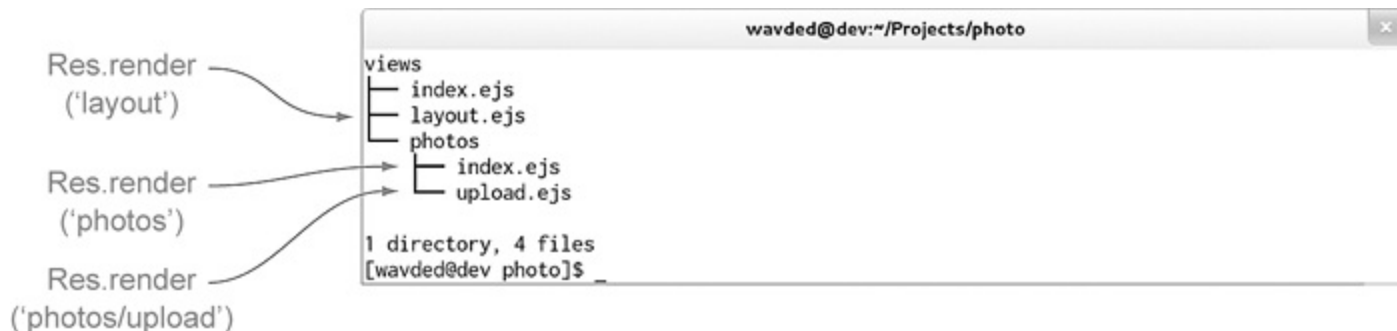 wavded@dev:~/Projects/photo
x
Res.render
(‘layout’)
Res.render
(‘photos’)
Res.render
(‘photos/upload’)
views
index.ejs
layout.ejs
photos
index.ejs
upload.ejs
1 directory, 4 files
[wavded@dev photo]$ _